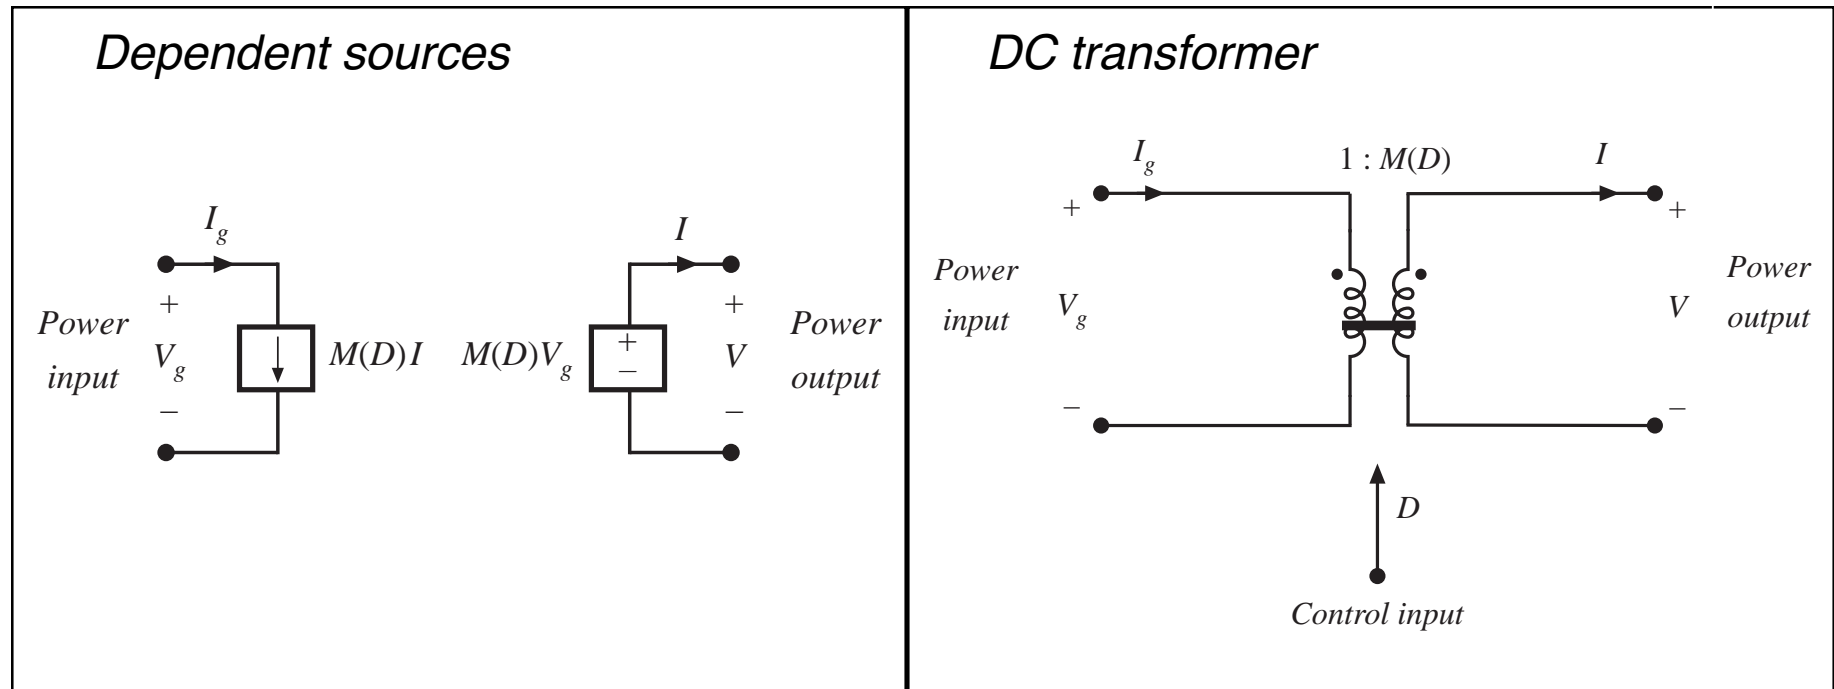 Dependent sources
I_g
I
+
+
Power
input
V_g
M(D)I
M(D)V_g
+
–
V
Power
output
–
–
DC transformer
I_g
1 : M(D)
I
+
+
Power
input
V_g
V
Power
output
–
–
D
Control input